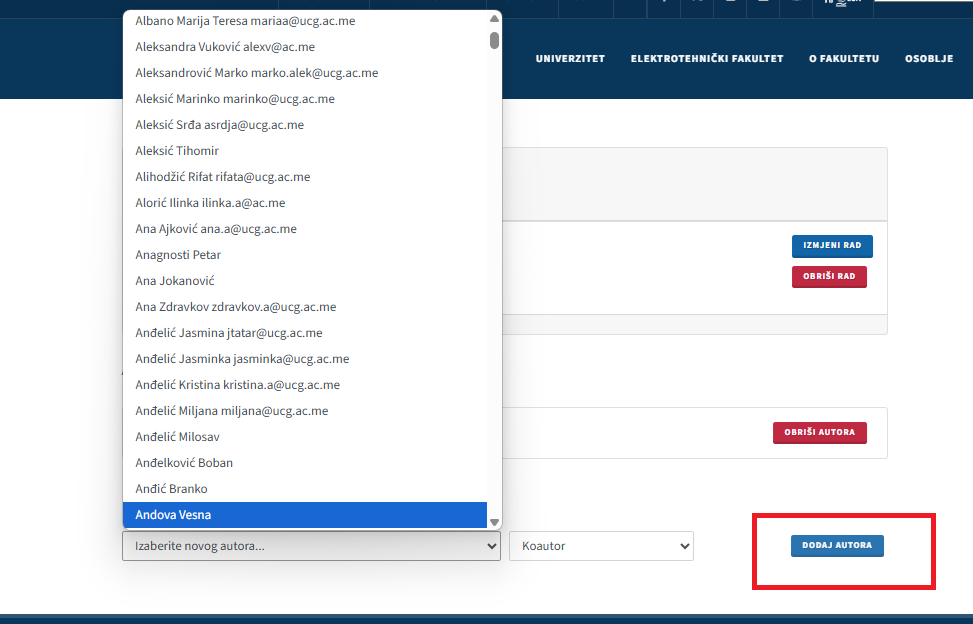 UNIVERZITET ELEKTROTEHNIČKI FAKULTET O FAKULTETU OSOBLJE
Albano Marija Teresa mariaa@ucg.ac.me
Aleksandra Vuković alexv@ac.me
Aleksandrović Marko marko.alek@ucg.ac.me
Aleksić Marinko marinko@ucg.ac.me
Aleksić Srđa asrdja@ucg.ac.me
Aleksić Tihomir
Alihodžić Rifat rifata@ucg.ac.me
Alorić Ilinka ilinka.a@ac.me
Ana Ajković ana.a@ucg.ac.me
Anagnosti Petar
Ana Jokanović
Ana Zdravkov zdravkov.a@ucg.ac.me
Anđelić Jasmina jtatar@ucg.ac.me
Anđelić Jasminka jasminka@ucg.ac.me
Anđelić Kristina kristina.a@ucg.ac.me
Anđelić Miljana miljana@ucg.ac.me
Anđelić Milosav
Anđelković Boban
Anđić Branko
Andova Vesna
IZMJENI RAD
OBRIŠI RAD
OBRIŠI AUTORA
Izaberite novog autora... Koautor DODAJ AUTORA